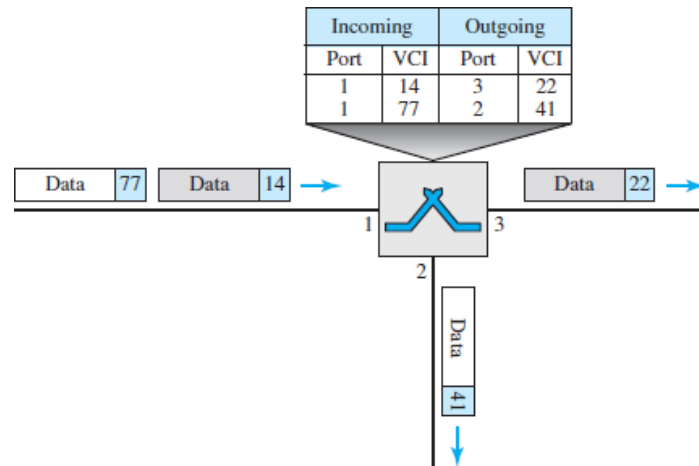 Incoming Outgoing
Port VCI Port VCI
1 14 3 22
1 77 2 41
Data 77 Data 14 Data 22
1 3
2
Data 41